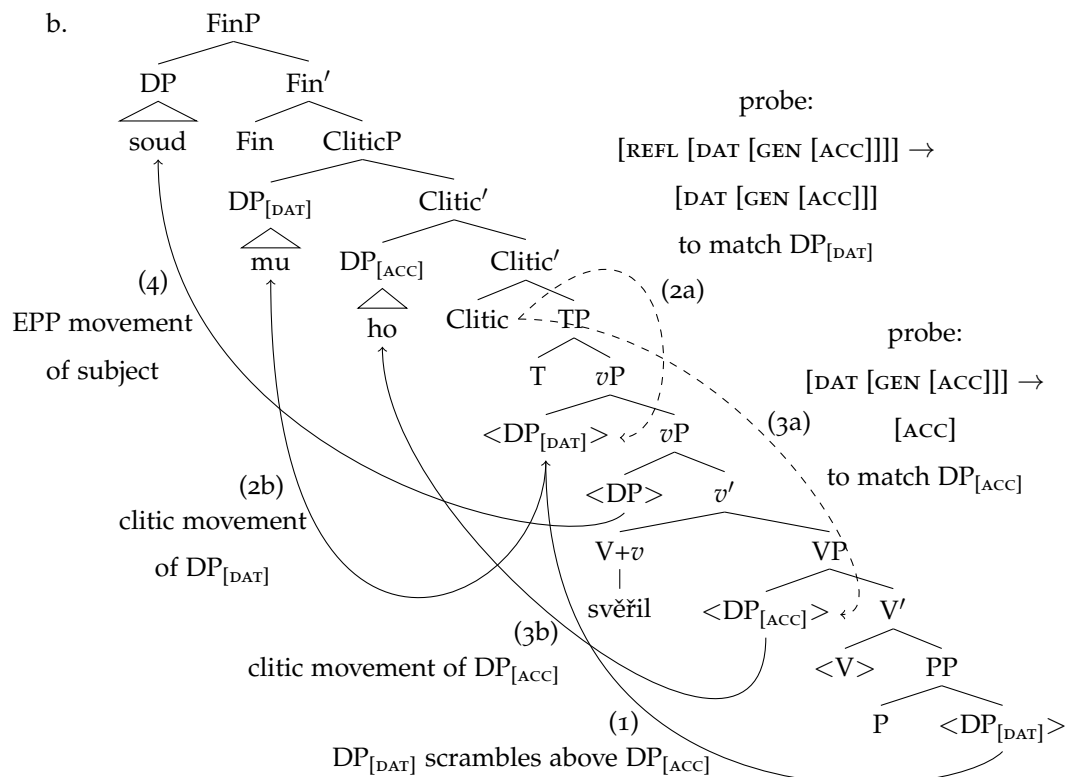 b.
FinP
DP Fin′
soud Fin CliticP
probe:
[REFL [DAT [GEN [ACC]]]] →
[DAT [GEN [ACC]]]
to match DP[DAT]
DP[DAT] Clitic′
mu DP[ACC] Clitic′
ho Clitic TP
(4)
EPP movement
of subject
(2a)
T vP
probe:
[DAT [GEN [ACC]]] →
[ACC]
to match DP[ACC]
(3a)
<DP[DAT]> vP
<DP> v′
(2b)
clitic movement
of DP[DAT]
V+v VP
svěřil <DP[ACC]> V′
(3b)
clitic movement of DP[ACC]
<V> PP
P <DP[DAT]>
(1)
DP[DAT] scrambles above DP[ACC]